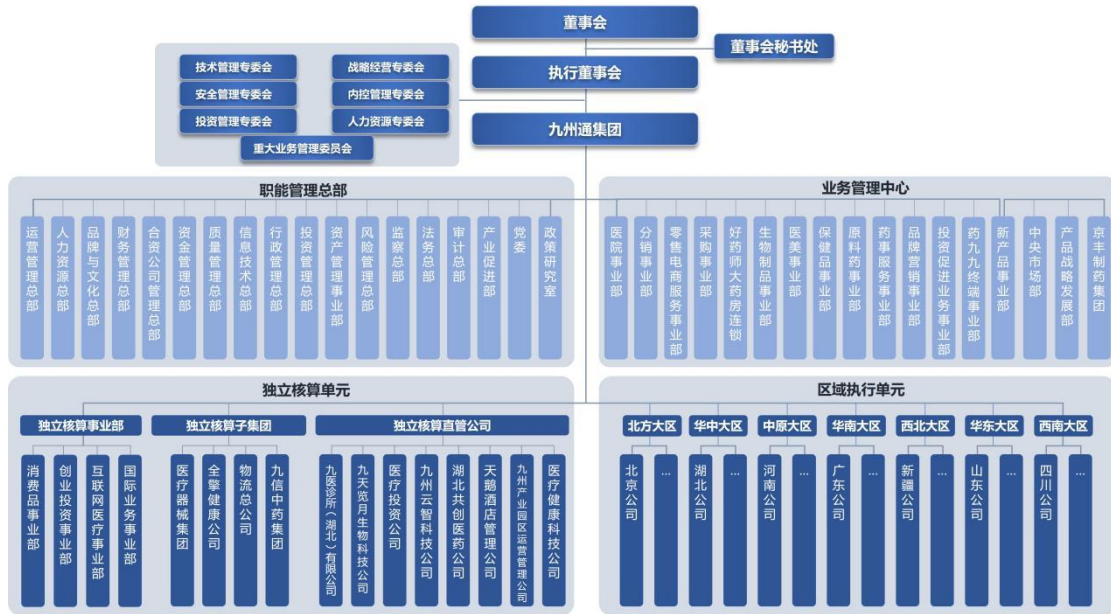 董事会
董事会秘书处
执行董事会
技术管理专委会
战略经营专委会
安全管理专委会
内控管理专委会
投资管理专委会
人力资源专委会
重大业务管理委员会
九州通集团
职能管理总部
运营管理总部
人力资源总部
品牌与文化总部
财务管理总部
合资公司管理总部
资金管理总部
质量管理总部
信息技术总部
行政管理总部
投资管理总部
资产管理事业部
风险管理总部
监察总部
法务总部
审计总部
产业促进部
党委
政策研究室
业务管理中心
医院事业部
分销事业部
零售电商服务事业部
采购事业部
好药师大药房连锁
生物制品事业部
医美事业部
保健品事业部
原料药事业部
药事服务事业部
品牌营销事业部
投资促进业务事业部
药九九终端事业部
新产品事业部
中央市场部
产品战略发展部
京丰制药集团
独立核算单元
独立核算事业部
消费品事业部
创业投资事业部
互联网医疗事业部
国际业务事业部
独立核算子集团
医疗器械集团
全擎健康公司
物流总公司
九信中药集团
独立核算直管公司
九医诊所（湖北）有限公司
九天览月生物科技公司
医疗投资公司
九州云智科技公司
湖北共创医药公司
天鹅酒店管理公司
九州产业园区运营管理公司
医疗健康科技公司
区域执行单元
北方大区
北京公司
...
华中大区
湖北公司
...
中原大区
河南公司
...
华南大区
广东公司
...
西北大区
新疆公司
...
华东大区
山东公司
...
西南大区
四川公司
...